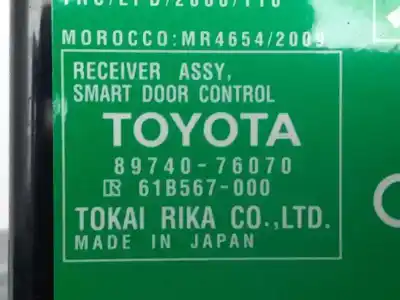 MOROCCO:MR4654/2009
RECEIVER ASSY,
SMART DOOR CONTROL
TOYOTA
89740-76070
61B567-000
TOKAI RIKA CO.,LTD.
MADE IN JAPAN